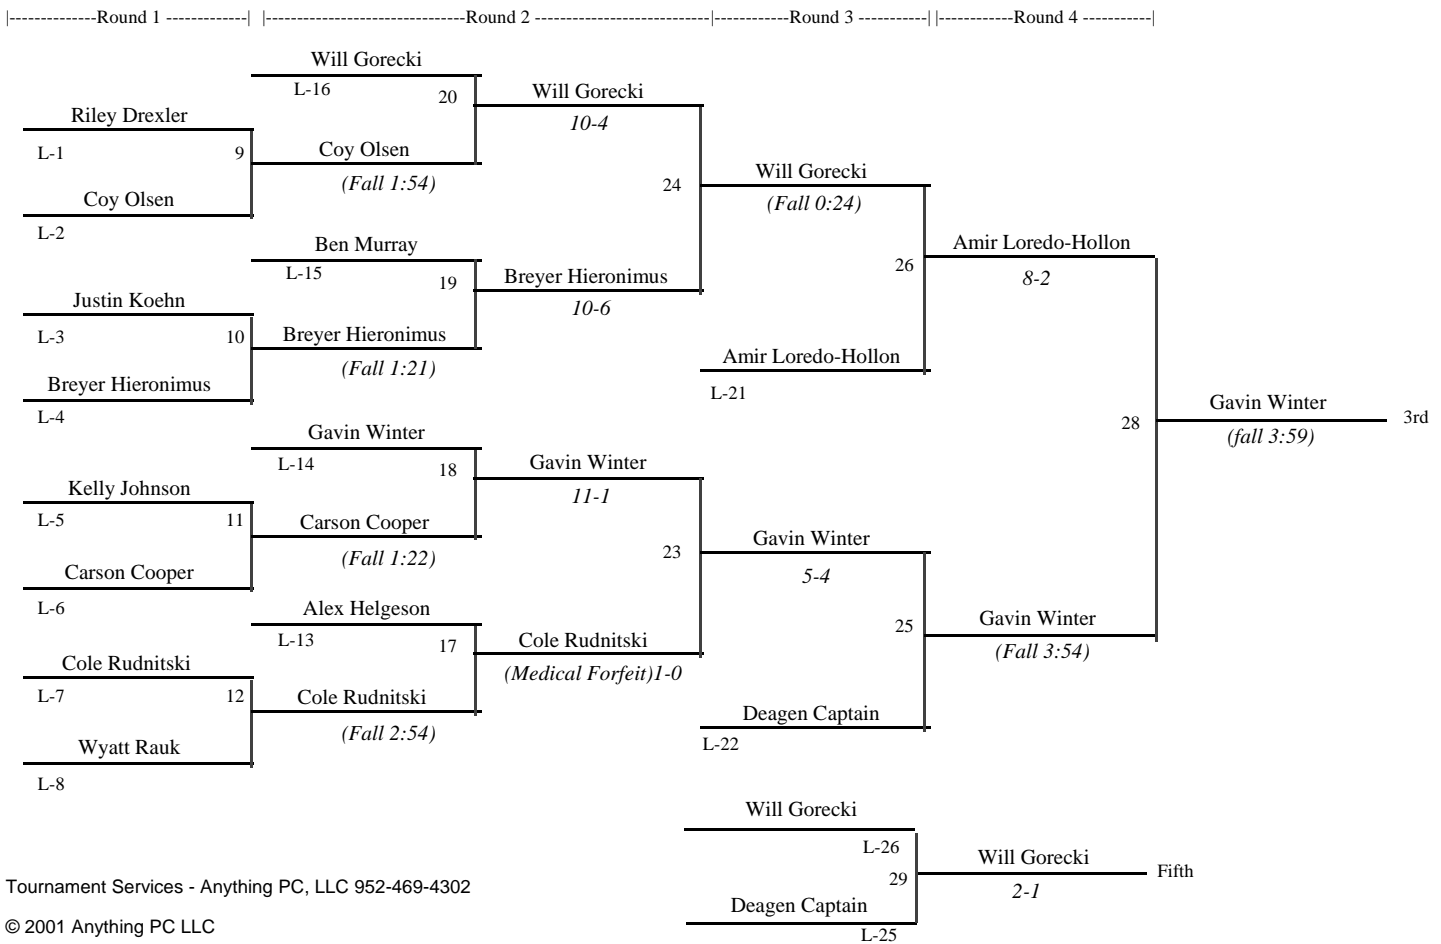 |--------------Round 1 -------------| |-----------------------------Round 2 -------------------------|------------Round 3 -----------| |------------Round 4 -----------|
Will Gorecki
L-16
20
Will Gorecki
10-4
Riley Drexler
L-1
9
Coy Olsen
(Fall 1:54)
24
Will Gorecki
(Fall 0:24)
Coy Olsen
L-2
Ben Murray
L-15
19
Breyer Hieronimus
10-6
26
Amir Loredo-Hollon
8-2
Justin Koehn
L-3
10
Breyer Hieronimus
(Fall 1:21)
Amir Loredo-Hollon
L-21
Breyer Hieronimus
L-4
28
Gavin Winter
(fall 3:59)
3rd
Gavin Winter
L-14
18
Gavin Winter
11-1
Kelly Johnson
L-5
11
Carson Cooper
(Fall 1:22)
23
Gavin Winter
5-4
Carson Cooper
L-6
Alex Helgeson
L-13
17
Cole Rudnitski
(Medical Forfeit)1-0
25
Gavin Winter
(Fall 3:54)
Cole Rudnitski
L-7
12
Cole Rudnitski
(Fall 2:54)
Deagen Captain
L-22
Wyatt Rauk
L-8
Will Gorecki
L-26
29
Will Gorecki
2-1
Fifth
Deagen Captain
L-25
Tournament Services - Anything PC, LLC 952-469-4302
© 2001 Anything PC LLC